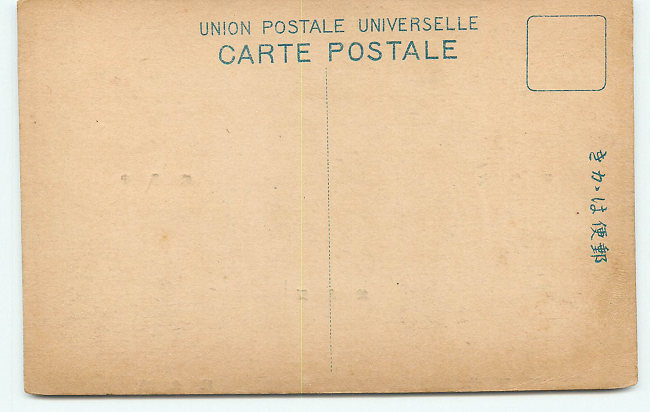 UNION POSTALE UNIVERSELLE
CARTE POSTALE
郵便はかき